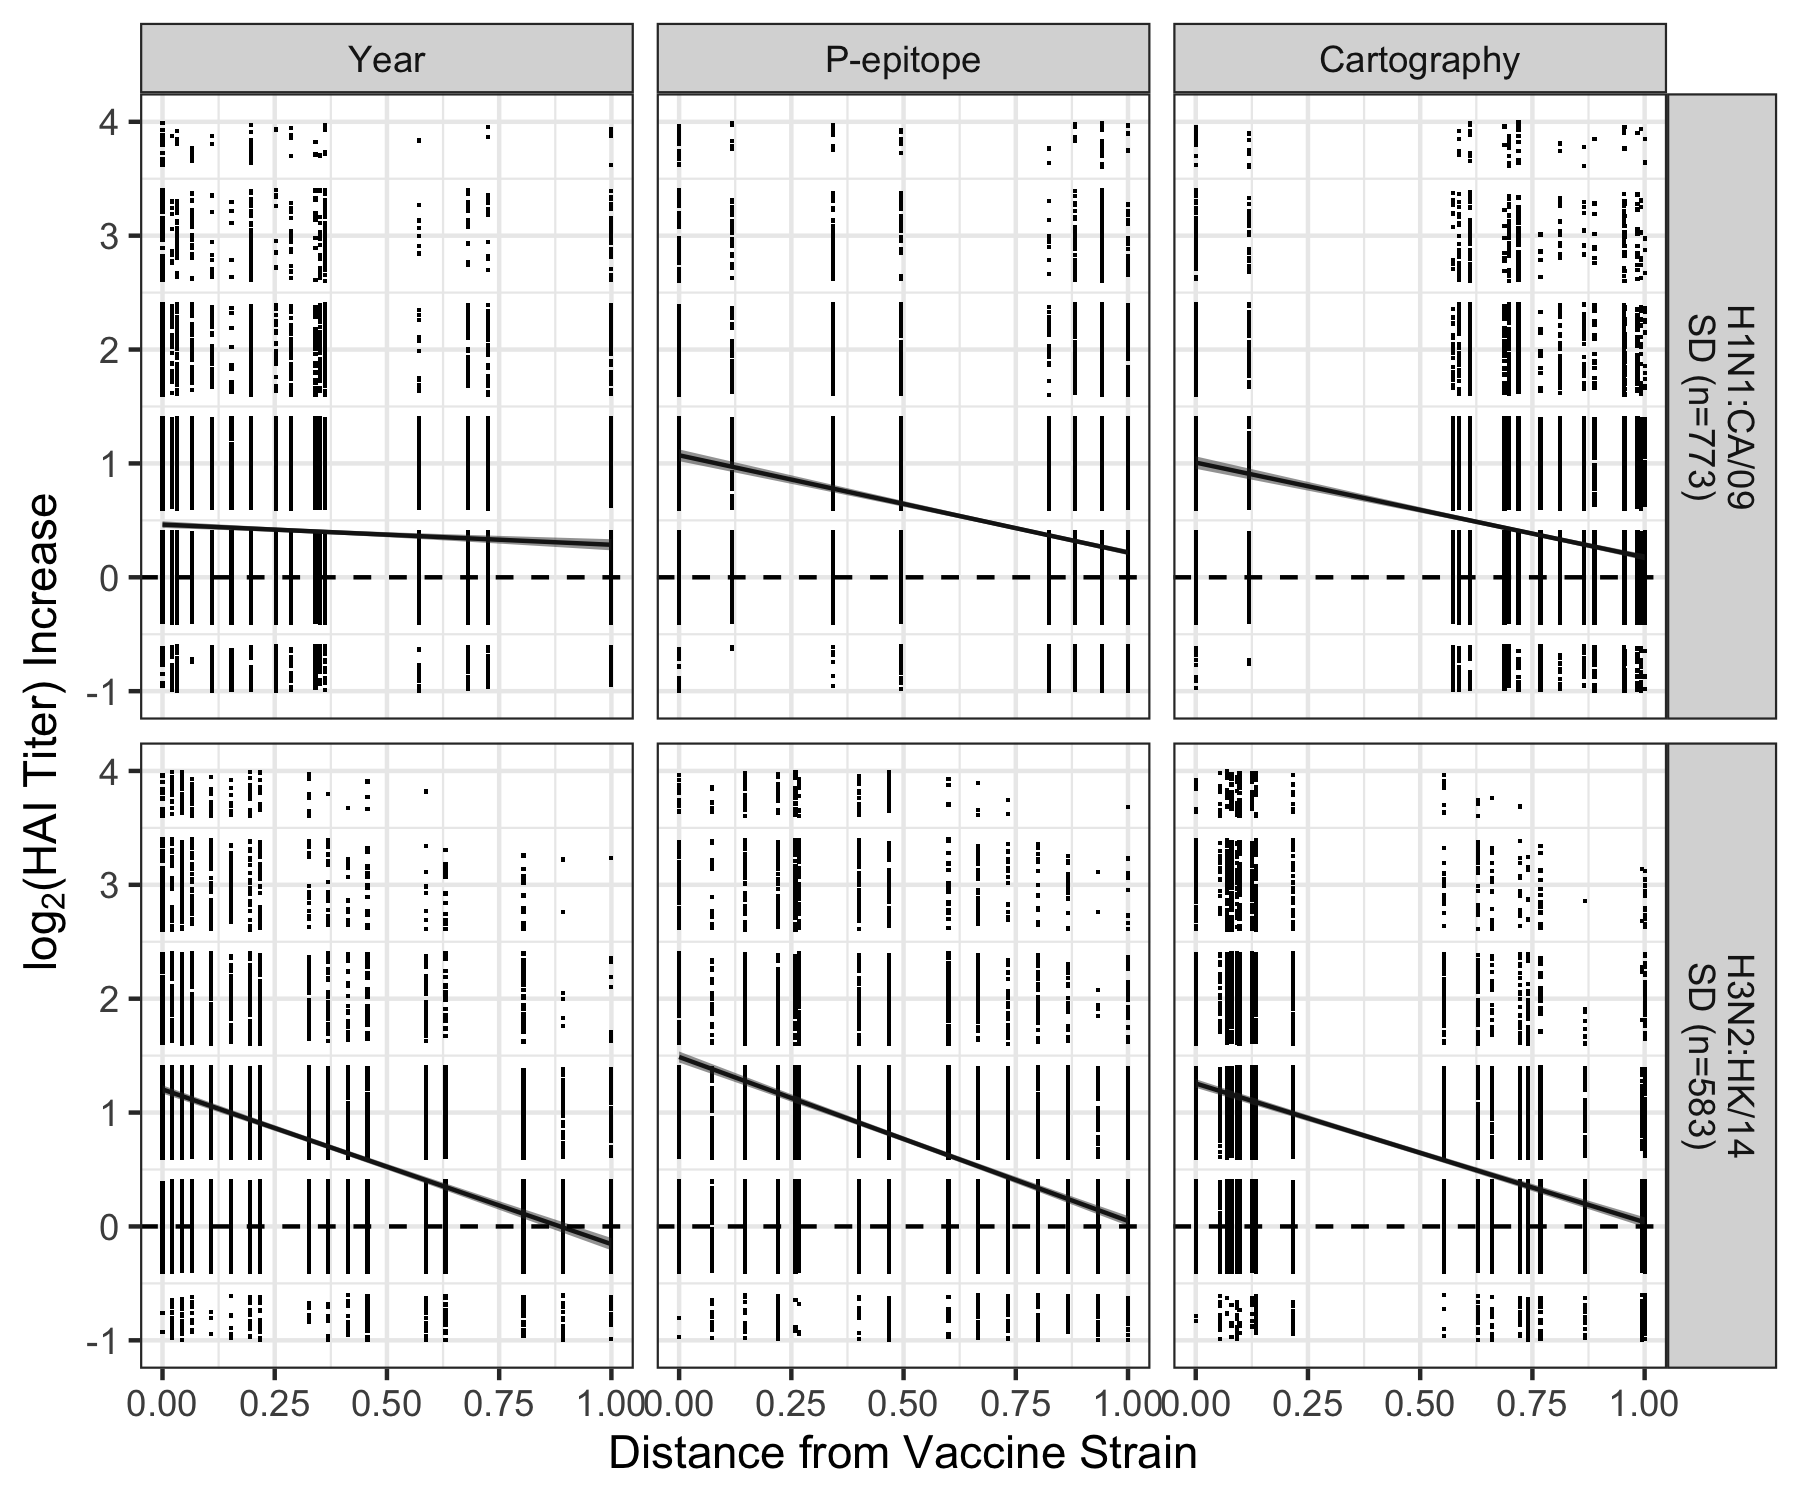 Year P-epitope Cartography
4
3
2
1
0
-1
H1N1:CA/09
SD (n=773)
log₂(HAI Titer) Increase
4
3
2
1
0
-1
H3N2:HK/14
SD (n=583)
0.00 0.25 0.50 0.75 1.00 0.00 0.25 0.50 0.75 1.00 0.00 0.25 0.50 0.75 1.00
Distance from Vaccine Strain